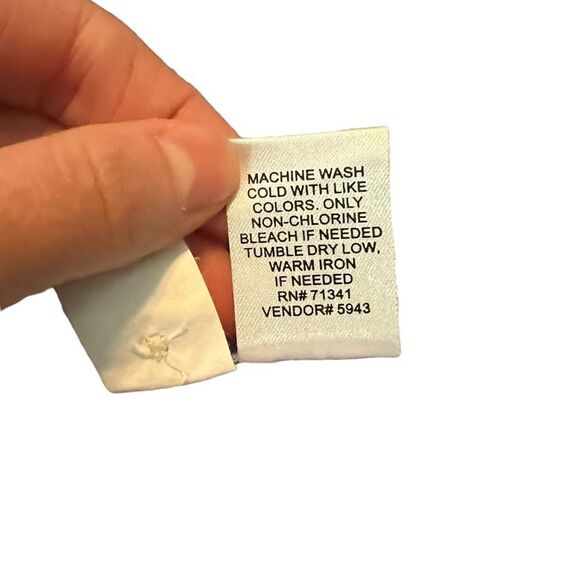 MACHINE WASH
COLD WITH LIKE
COLORS. ONLY
NON-CHLORINE
BLEACH IF NEEDED
TUMBLE DRY LOW,
WARM IRON
IF NEEDED
RN# 71341
VENDOR# 5943